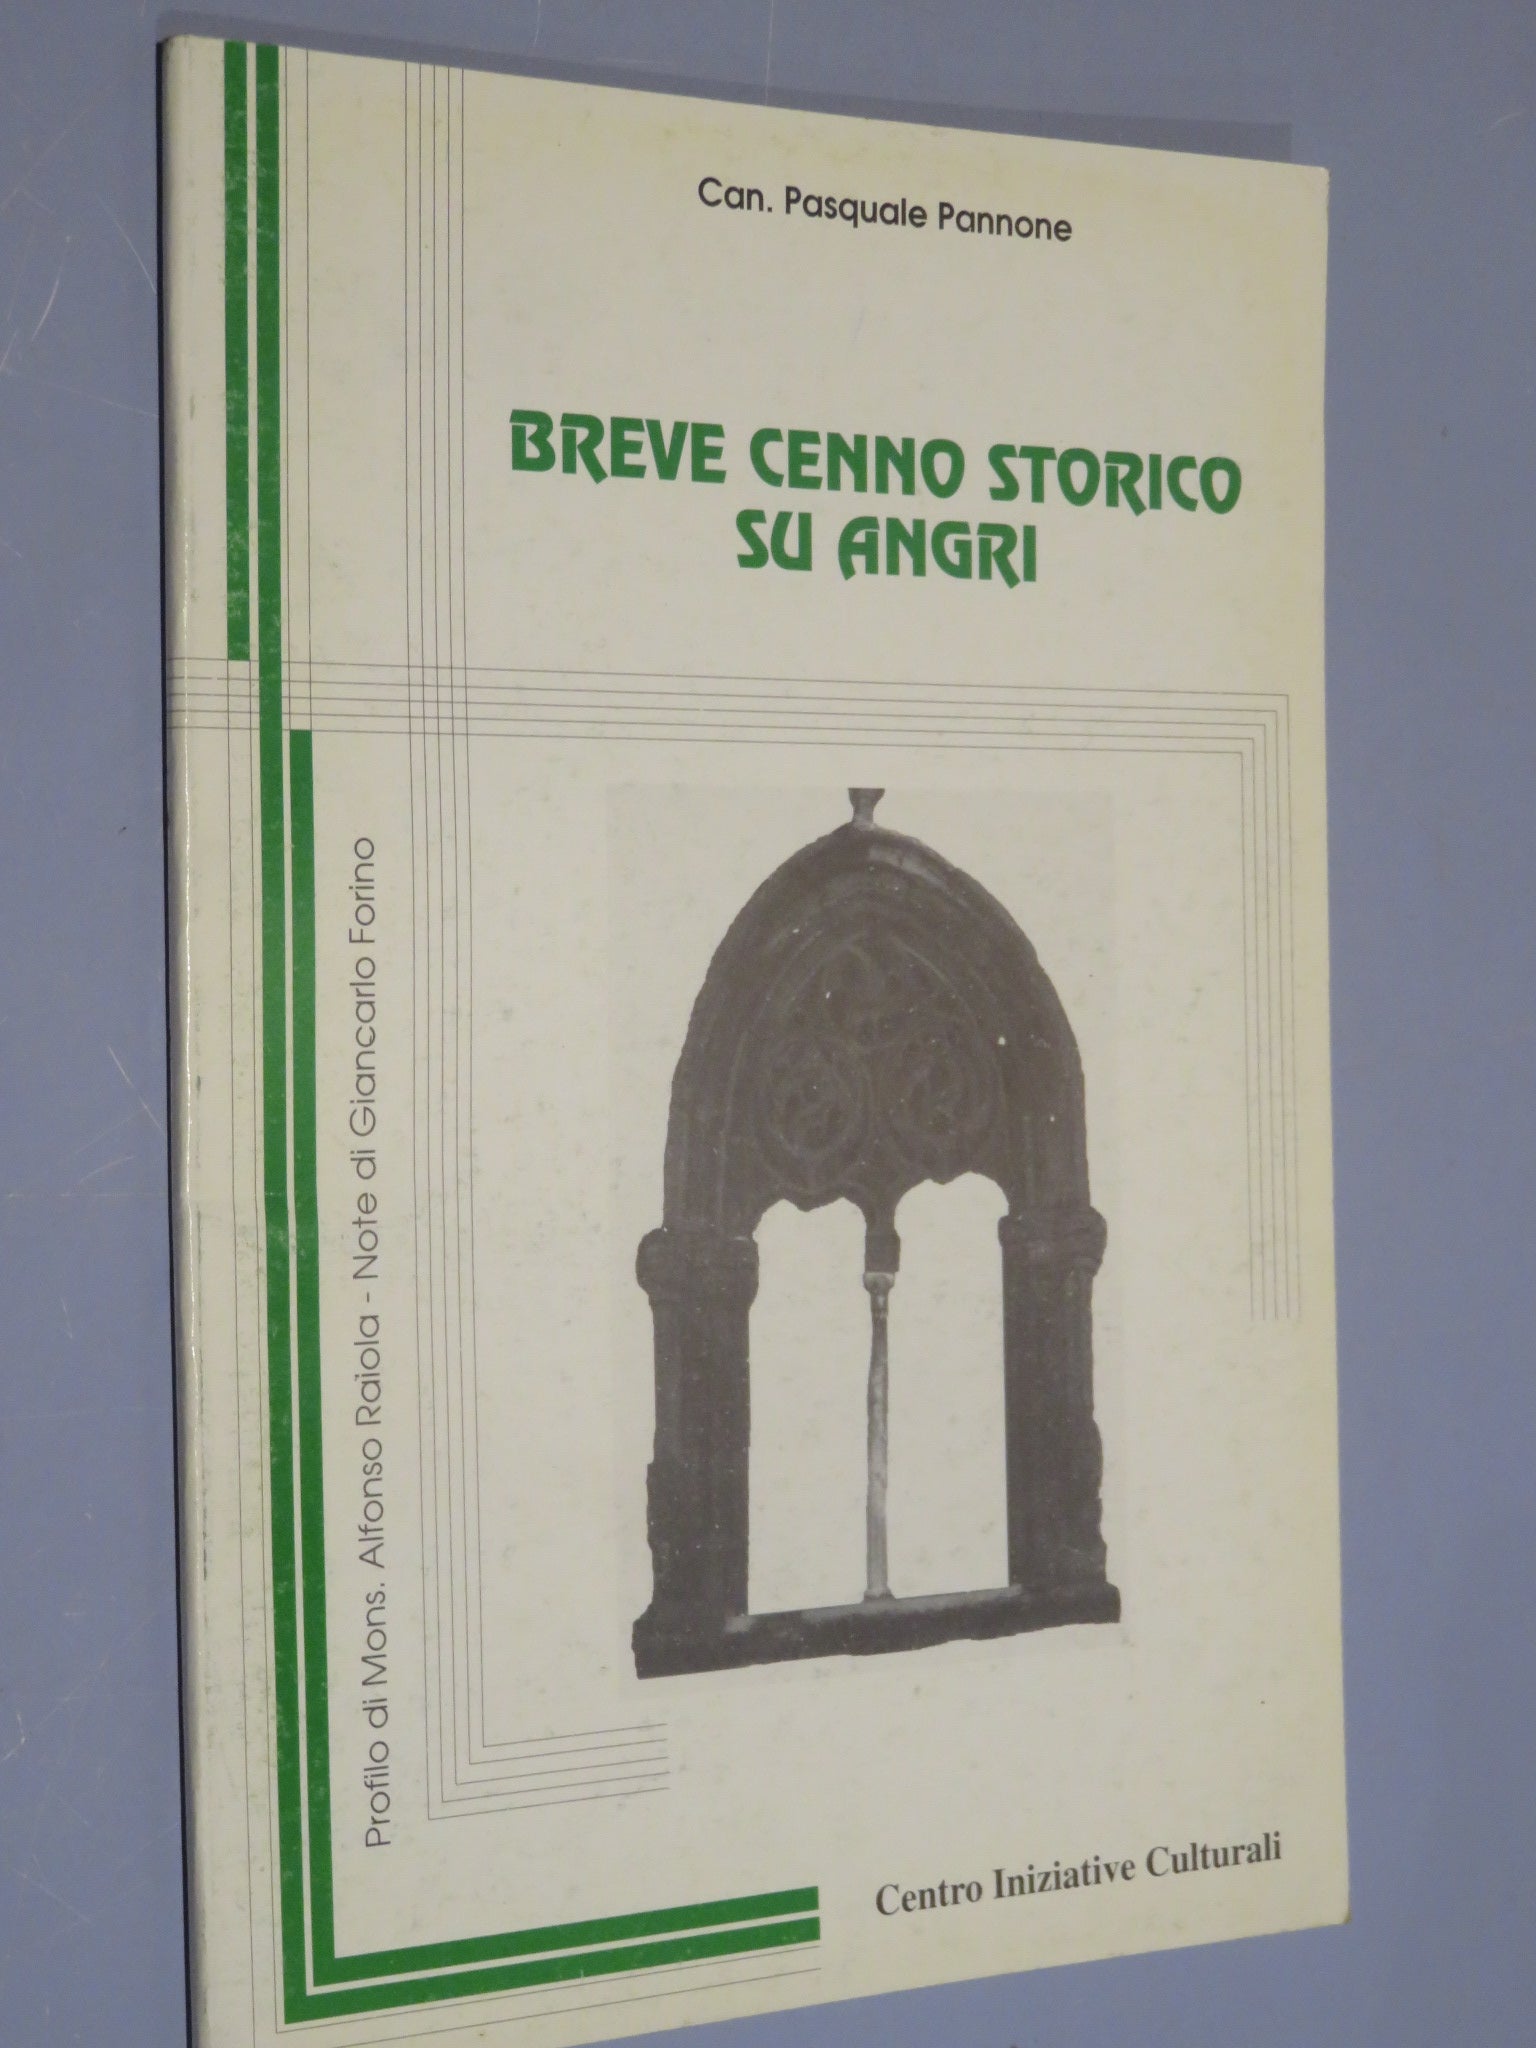 Can. Pasquale Pannone
BREVE CENNO STORICO
SU ANGRI
Profilo di Mons. Alfonso Raiola - Note di Giancarlo Forino
Centro Iniziative Culturali